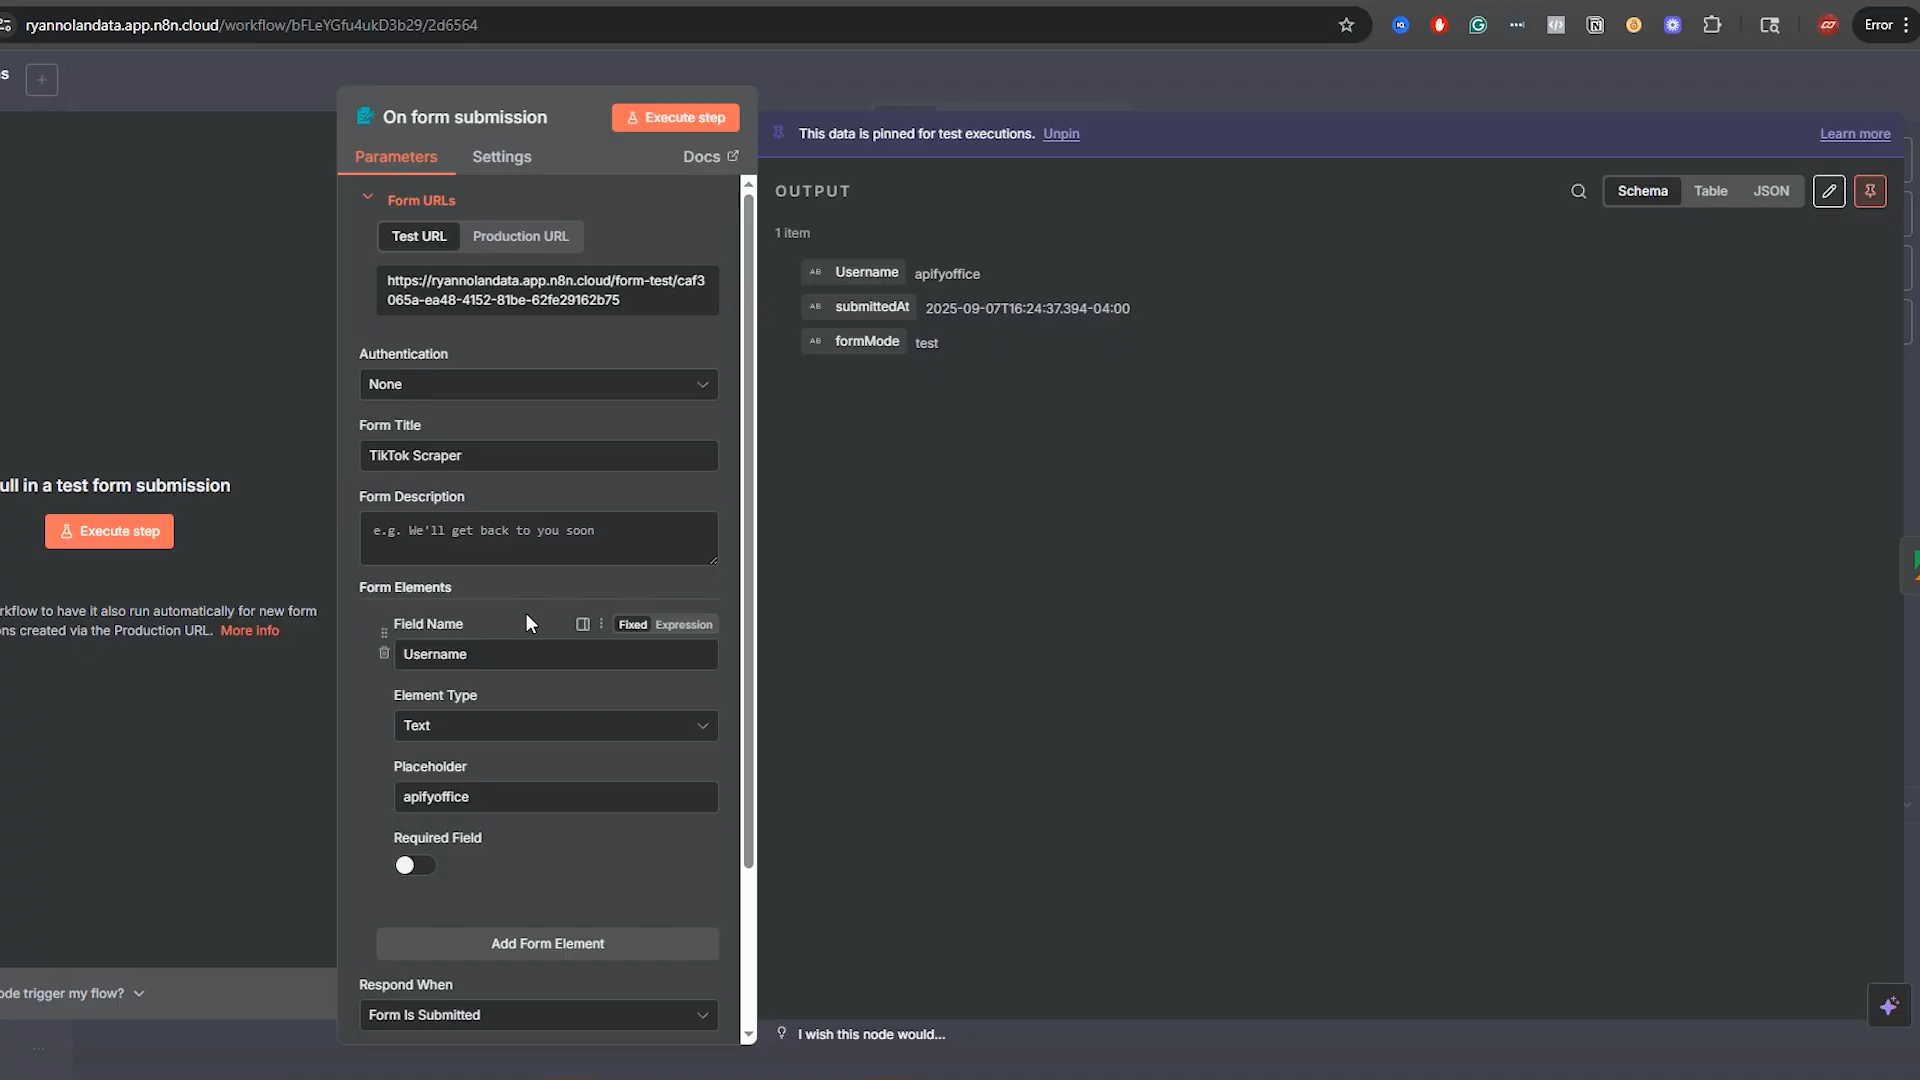 ryannolandata.app.n8n.cloud/workflow/bFLeYGfu4ukD3b29/2d6564
Error
s
On form submission
Execute step
Parameters
Settings
Docs
This data is pinned for test executions. Unpin
Learn more
Form URLs
Test URL
Production URL
https://ryannolandata.app.n8n.cloud/form-test/caf3
065a-ea48-4152-81be-62fe29162b75
OUTPUT
Schema
Table
JSON
1 item
AB Username apifyoffice
AB submittedAt 2025-09-07T16:24:37.394-04:00
AB formMode test
Authentication
None
Form Title
TikTok Scraper
Form Description
e.g. We'll get back to you soon
Form Elements
Field Name
Fixed Expression
Username
Element Type
Text
Placeholder
apifyoffice
Required Field
Add Form Element
Respond When
Form Is Submitted
ull in a test form submission
Execute step
rkflow to have it also run automatically for new form
ons created via the Production URL. More info
ode trigger my flow?
I wish this node would...